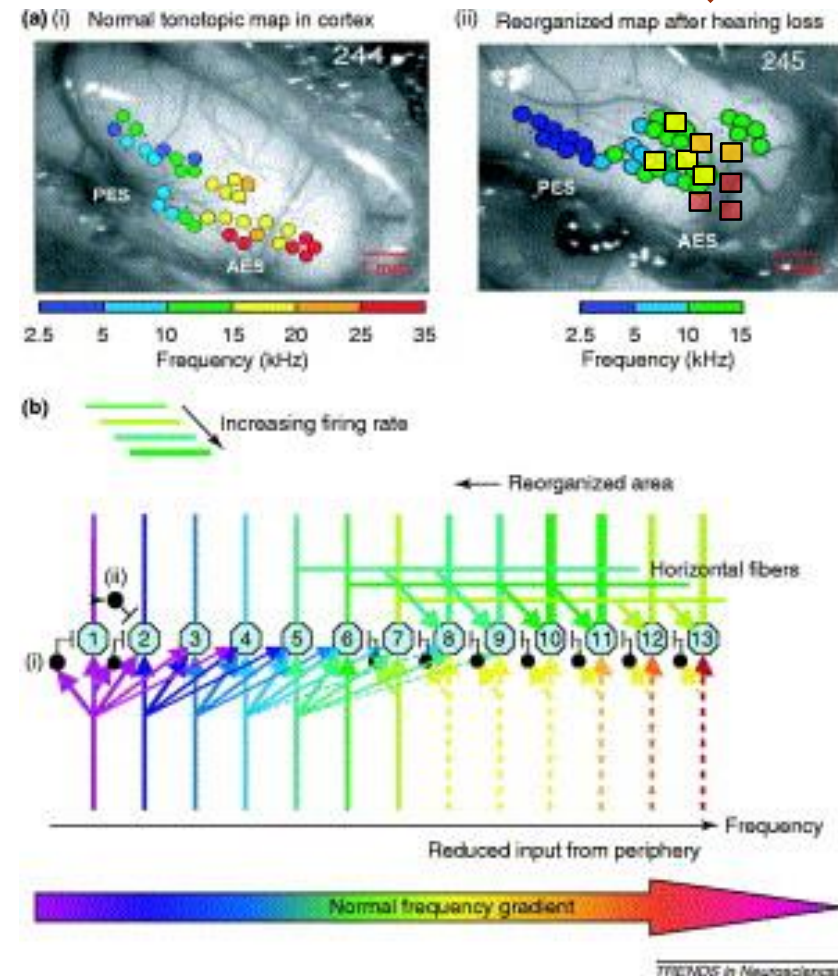 (a) (i) Normal tonotopic map in cortex
244
PES
AES
2.5 5 10 15 20 25 35
Frequency (kHz)
(ii) Reorganized map after hearing loss
245
PES
AES
2.5 5 10 15
Frequency (kHz)
(b)
Increasing firing rate
Reorganized area
Horizontal fibers
(ii)
(i)
1 2 3 4 5 6 7 8 9 10 11 12 13
Frequency
Reduced input from periphery
Normal frequency gradient
TRENDS in Neuroscience